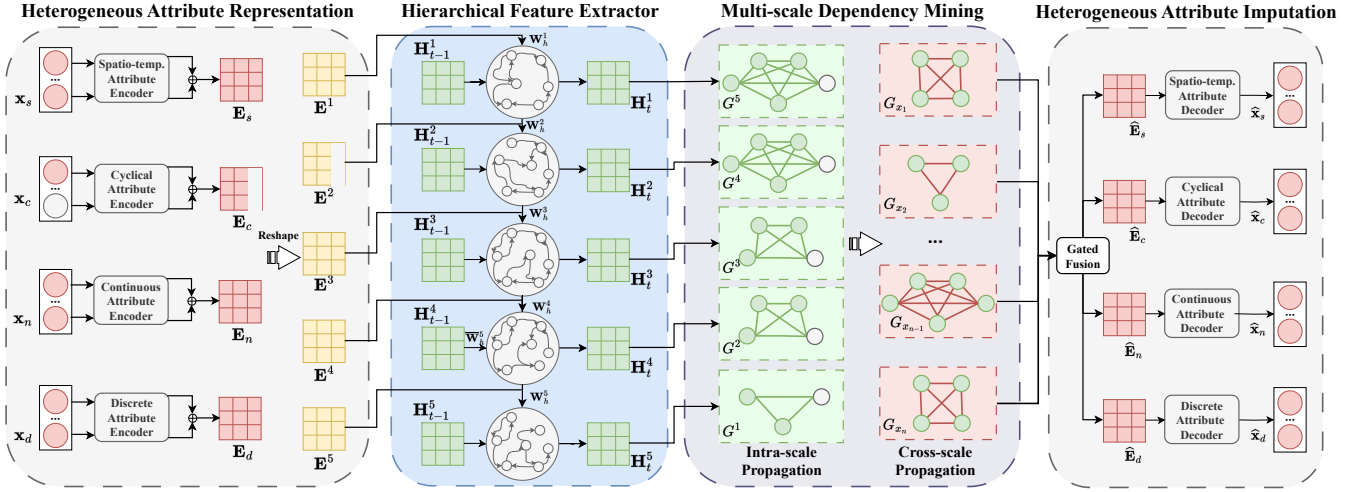 Heterogeneous Attribute Representation
Hierarchical Feature Extractor
Multi-scale Dependency Mining
Heterogeneous Attribute Imputation
x_s
...
Spatio-temp.
Attribute
Encoder
E_s
x_c
...
Cyclical
Attribute
Encoder
E_c
x_n
...
Continuous
Attribute
Encoder
E_n
x_d
...
Discrete
Attribute
Encoder
E_d
Reshape
E^1
E^2
E^3
E^4
E^5
H^1_{t-1}
W^1_h
H^1_t
H^2_{t-1}
W^2_h
H^2_t
H^3_{t-1}
W^3_h
H^3_t
H^4_{t-1}
W^4_h
W^5_h
H^4_t
H^5_{t-1}
W^5_h
H^5_t
G^5
G^4
G^3
G^2
G^1
Intra-scale
Propagation
G_{x_1}
G_{x_2}
...
G_{x_{n-1}}
G_{x_n}
Cross-scale
Propagation
Gated
Fusion
Ê_s
Spatio-temp.
Attribute
Decoder
x̂_s
...
Ê_c
Cyclical
Attribute
Decoder
x̂_c
...
Ê_n
Continuous
Attribute
Decoder
x̂_n
...
Ê_d
Discrete
Attribute
Decoder
x̂_d
...